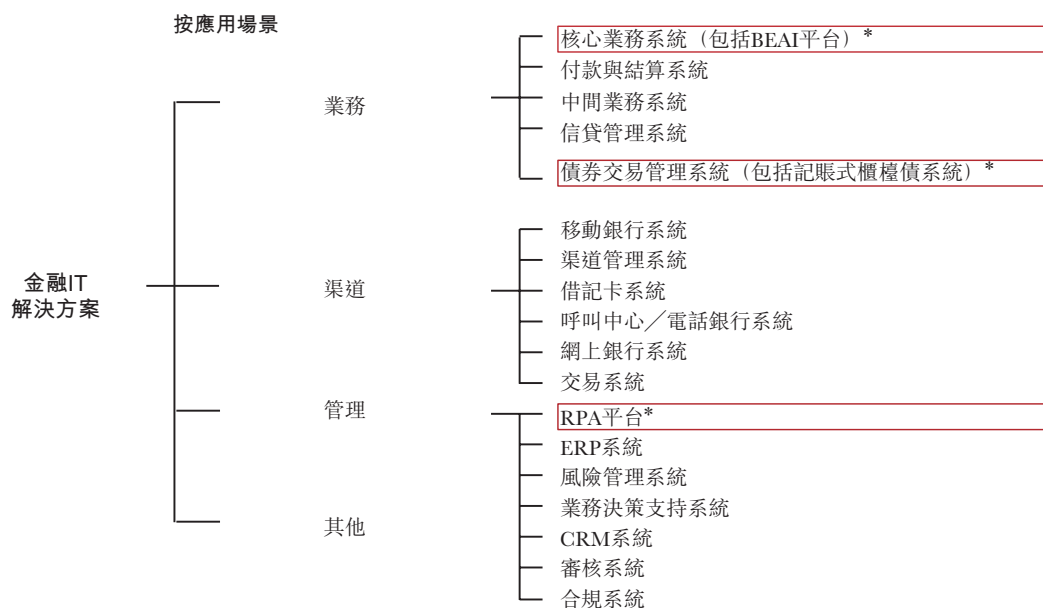 按應用場景
金融IT
解決方案
業務
核心業務系統（包括BEAI平台）*
付款與結算系統
中間業務系統
信貸管理系統
債券交易管理系統（包括記賬式櫃檯債系統）*
渠道
移動銀行系統
渠道管理系統
借記卡系統
呼叫中心／電話銀行系統
網上銀行系統
交易系統
管理
RPA平台*
ERP系統
風險管理系統
業務決策支持系統
CRM系統
審核系統
合規系統
其他